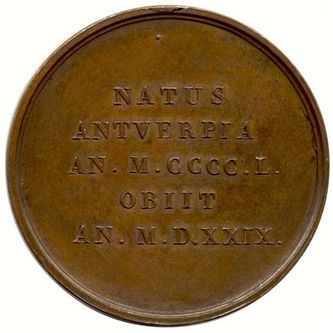 NATUS
ANTVERPIA
AN. M.CCCC.L.
OBIIT
AN. M.D.XXIX.